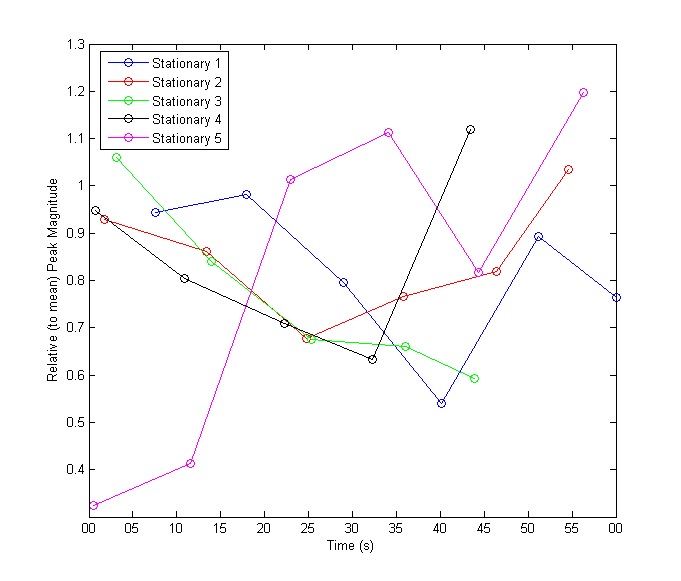 1.3
1.2
1.1
1
0.9
0.8
0.7
0.6
0.5
0.4
Relative (to mean) Peak Magnitude
Stationary 1
Stationary 2
Stationary 3
Stationary 4
Stationary 5
00 05 10 15 20 25 30 35 40 45 50 55 00
Time (s)